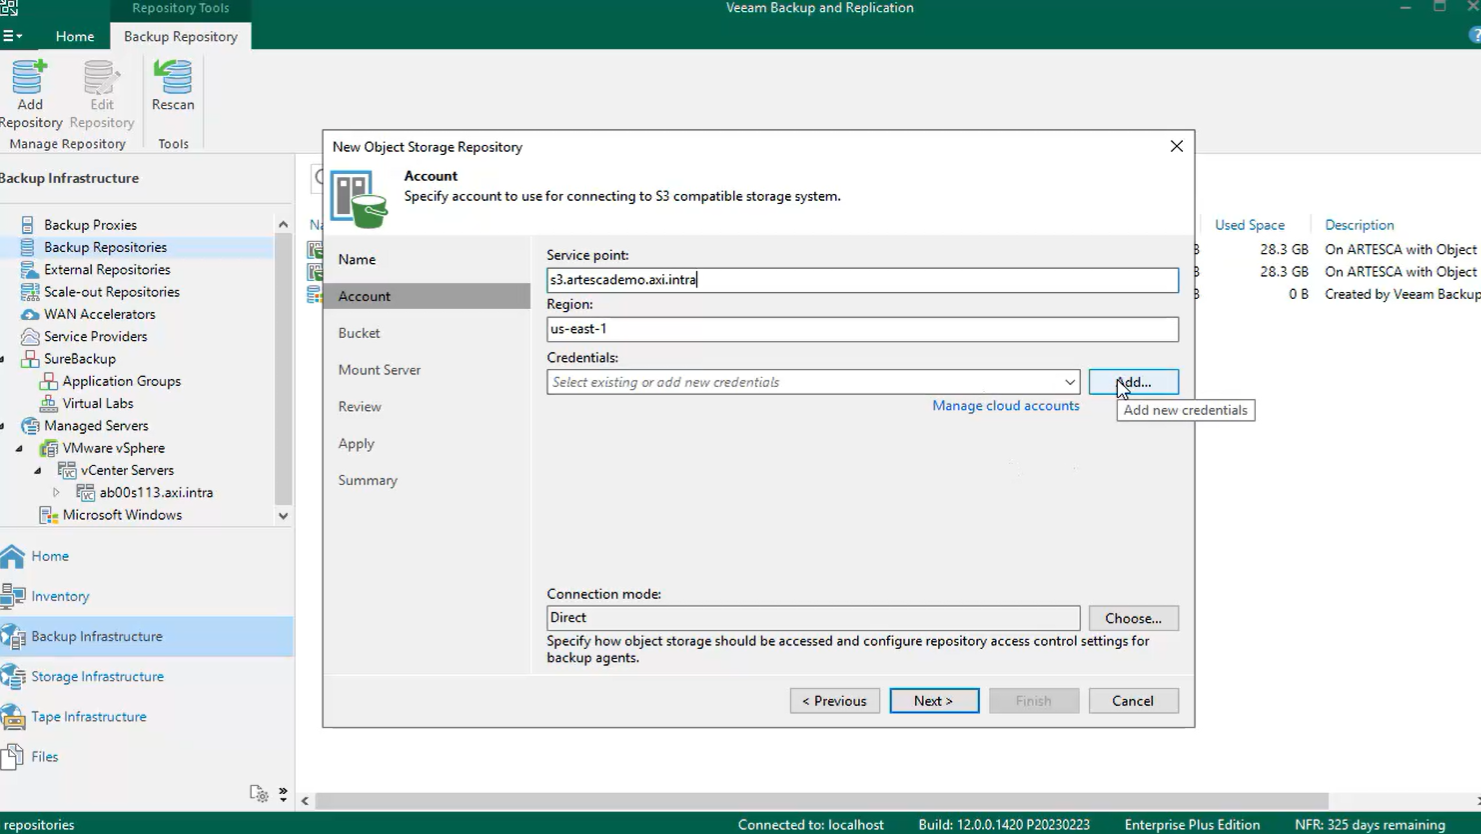 Repository Tools
Veeam Backup and Replication
Home
Backup Repository
Add
Repository
Edit
Repository
Rescan
Manage Repository
Tools
Backup Infrastructure
Backup Proxies
Backup Repositories
External Repositories
Scale-out Repositories
WAN Accelerators
Service Providers
SureBackup
Application Groups
Virtual Labs
Managed Servers
VMware vSphere
vCenter Servers
ab00s113.axi.intra
Microsoft Windows
Home
Inventory
Backup Infrastructure
Storage Infrastructure
Tape Infrastructure
Files
Na
Used Space
Description
B
28.3 GB
On ARTESCA with Object
B
28.3 GB
On ARTESCA with Object
0 B
Created by Veeam Backup
New Object Storage Repository
Account
Specify account to use for connecting to S3 compatible storage system.
Name
Account
Bucket
Mount Server
Review
Apply
Summary
Service point:
s3.artescademo.axi.intra
Region:
us-east-1
Credentials:
Select existing or add new credentials
Add...
Manage cloud accounts
Add new credentials
Connection mode:
Direct
Choose...
Specify how object storage should be accessed and configure repository access control settings for
backup agents.
< Previous
Next >
Finish
Cancel
repositories
Connected to: localhost
Build: 12.0.0.1420 P20230223
Enterprise Plus Edition
NFR: 325 days remaining